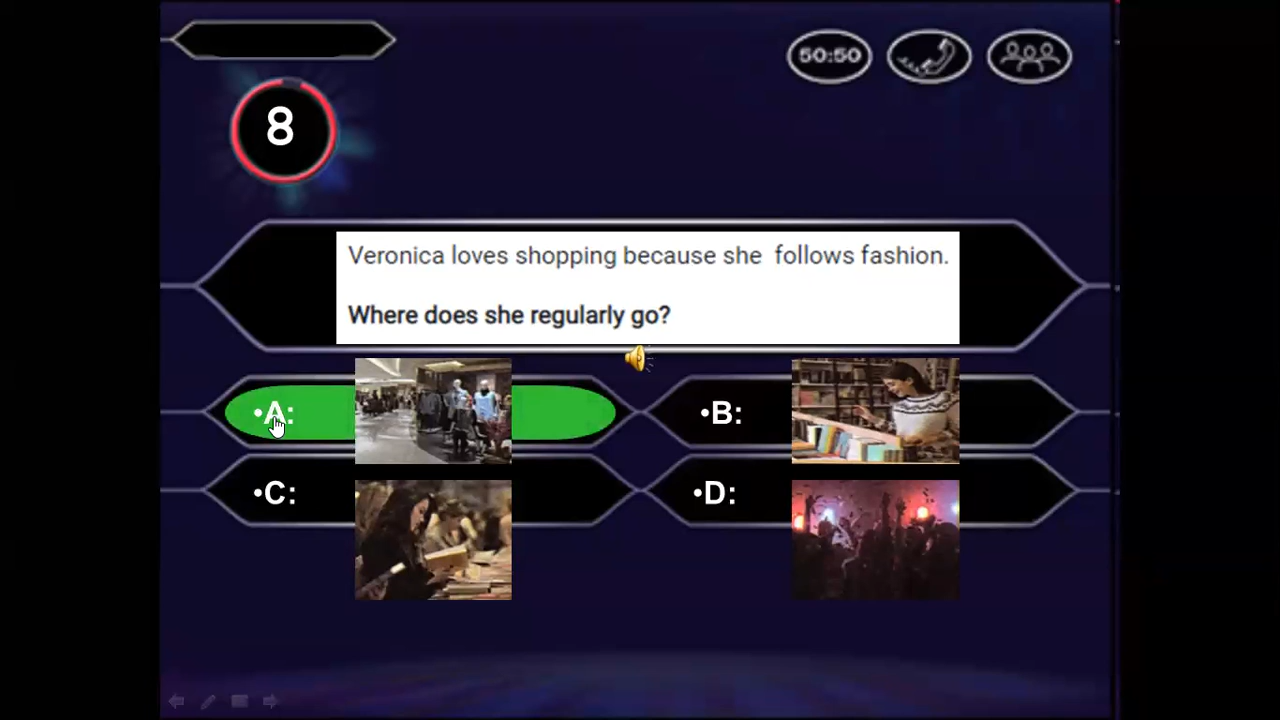 50:50
8
Veronica loves shopping because she follows fashion.
Where does she regularly go?
•A:
•B:
•C:
•D: